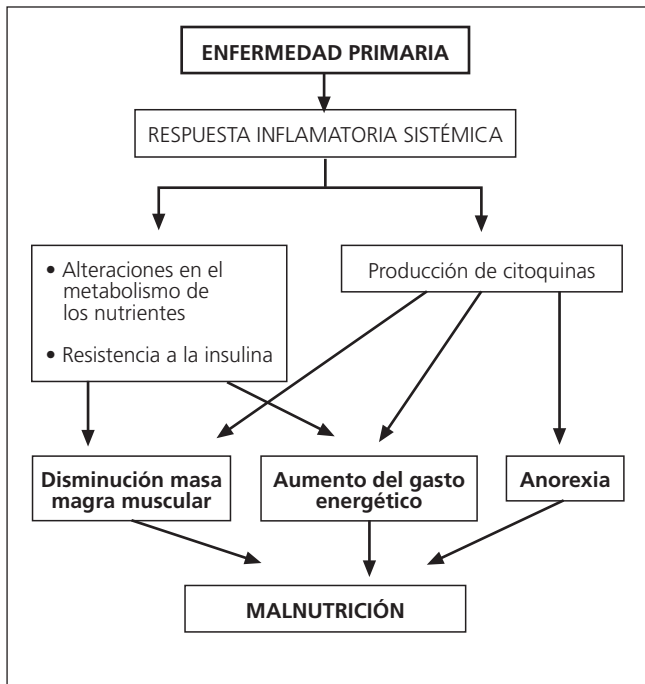 ENFERMEDAD PRIMARIA
RESPUESTA INFLAMATORIA SISTÉMICA
• Alteraciones en el
metabolismo de
los nutrientes
• Resistencia a la insulina
Producción de citoquinas
Disminución masa
magra muscular
Aumento del gasto
energético
Anorexia
MALNUTRICIÓN